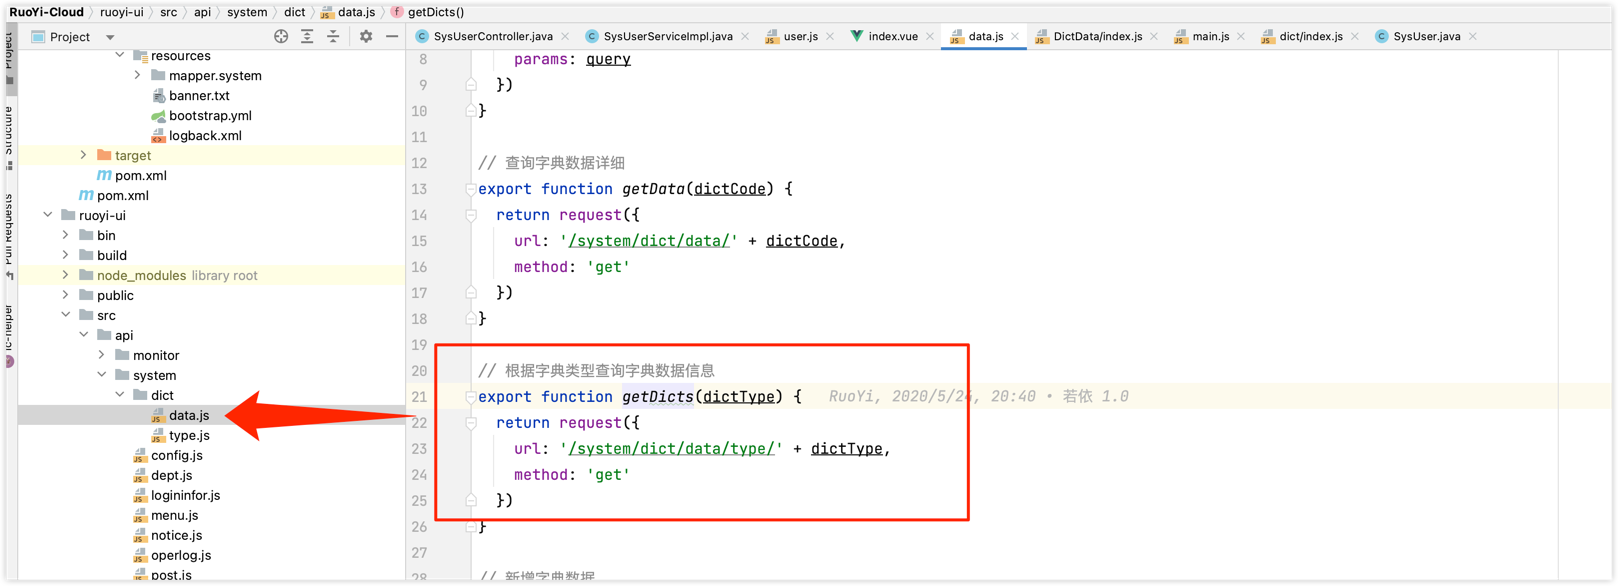 RuoYi-Cloud ruoyi-ui src api system dict data.js getDicts()
Project
SysUserController.java SysUserServiceImpl.java user.js index.vue data.js DictData/index.js main.js dict/index.js SysUser.java
Project
Structure
Pull Requests
resources
mapper.system
banner.txt
bootstrap.yml
logback.xml
target
pom.xml
pom.xml
ruoyi-ui
bin
build
node_modules library root
public
src
api
monitor
system
dict
data.js
type.js
config.js
dept.js
logininfor.js
menu.js
notice.js
operlog.js
post.js
8 params: query
9 })
10 }
11
12 // 查询字典数据详细
13 export function getData(dictCode) {
14 return request({
15 url: '/system/dict/data/' + dictCode,
16 method: 'get'
17 })
18 }
19
20 // 根据字典类型查询字典数据信息
21 export function getDicts(dictType) { RuoYi, 2020/5/24, 20:40 • 若依 1.0
22 return request({
23 url: '/system/dict/data/type/' + dictType,
24 method: 'get'
25 })
26 }
27
28 // 新增字典数据